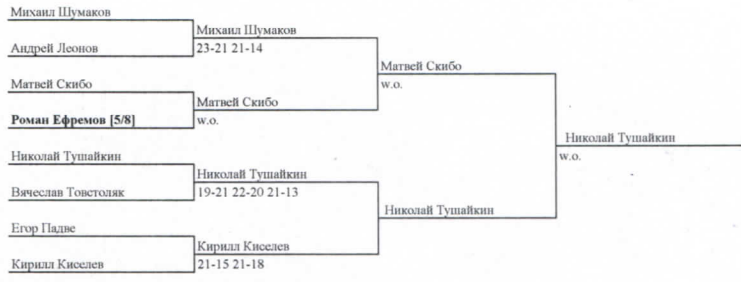 Михаил Шумаков
Михаил Шумаков
Андрей Леонов
23-21 21-14
Матвей Скибо
w.o.
Матвей Скибо
Матвей Скибо
Роман Ефремов [5/8]
w.o.
Николай Тушайкин
w.o.
Николай Тушайкин
Николай Тушайкин
Вячеслав Товстоляк
19-21 22-20 21-13
Николай Тушайкин
Егор Падве
Кирилл Киселев
Кирилл Киселев
21-15 21-18